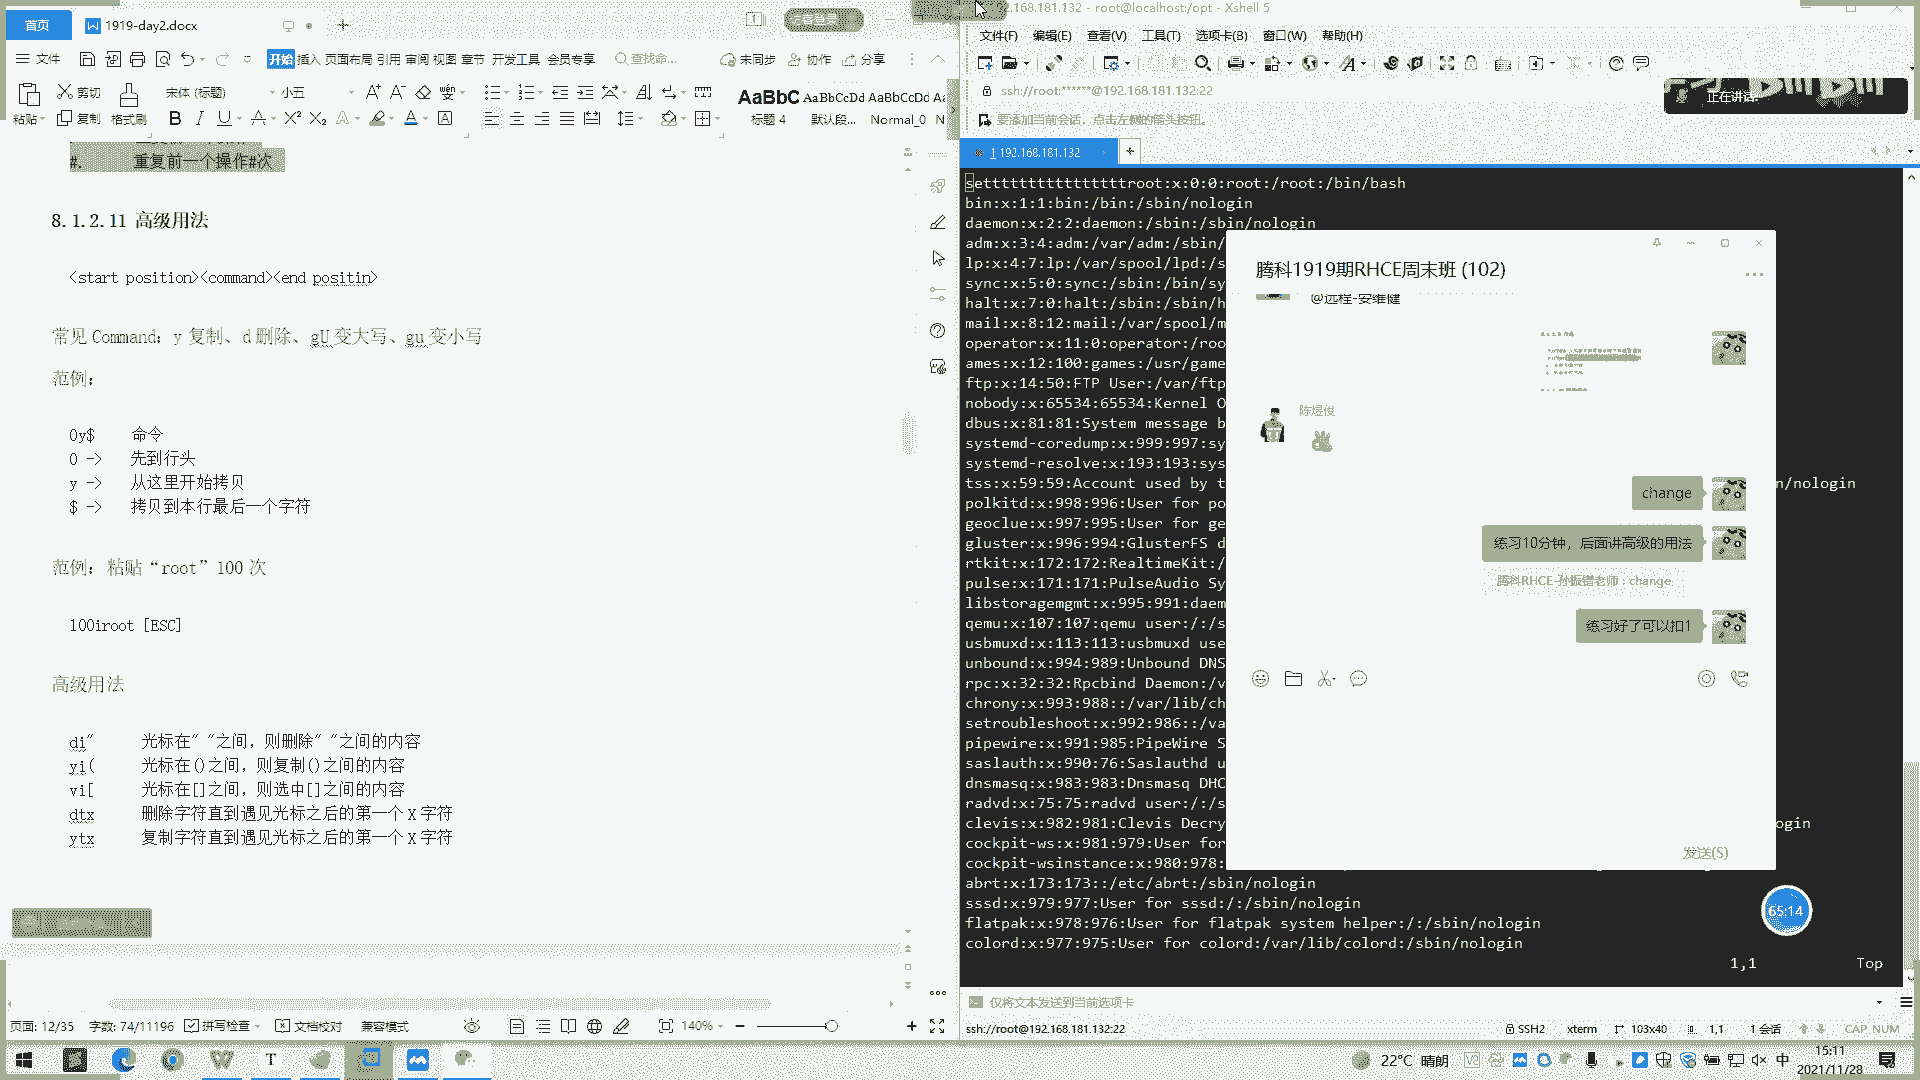 首页
1919-day2.docx
文件
开始 插入 页面布局 引用 审阅 视图 章节 开发工具 会员专享
查找命...
未同步 协作 分享
粘贴 剪切
复制 格式刷
宋体 (标题) 小五
AaBbC AaBbCcDd AaBbCcDd
标题 4 默认段... Normal_0
#. 重复前一个操作#次
8.1.2.11 高级用法
<start position><command><end positin>
常见 Command: y 复制、d 删除、gU 变大写、gu 变小写
范例:
0y$ 命令
0 -> 先到行头
y -> 从这里开始拷贝
$ -> 拷贝到本行最后一个字符
范例: 粘贴“root”100 次
100iroot [ESC]
高级用法
di" 光标在" "之间，则删除" "之间的内容
yi( 光标在()之间，则复制()之间的内容
vi[ 光标在[]之间，则选中[]之间的内容
dtx 删除字符直到遇见光标之后的第一个 X 字符
ytx 复制字符直到遇见光标之后的第一个 X 字符
页面: 12/35 字数: 74/11196 拼写检查 文档校对 兼容模式 140%
.168.181.132 - root@localhost:/opt - Xshell 5
文件(F) 编辑(E) 查看(V) 工具(T) 选项卡(B) 窗口(W) 帮助(H)
ssh://root:******@192.168.181.132:22
要添加当前会话，点击左侧的箭头按钮。
正在讲话:
1 192.168.181.132
settttttttttttttttroot:x:0:0:root:/root:/bin/bash
bin:x:1:1:bin:/bin:/sbin/nologin
daemon:x:2:2:daemon:/sbin:/sbin/nologin
adm:x:3:4:adm:/var/adm:/sbin/
lp:x:4:7:lp:/var/spool/lpd:/s
sync:x:5:0:sync:/sbin:/bin/sy
halt:x:7:0:halt:/sbin:/sbin/h
mail:x:8:12:mail:/var/spool/m
operator:x:11:0:operator:/roo
ames:x:12:100:games:/usr/game
ftp:x:14:50:FTP User:/var/ftp
nobody:x:65534:65534:Kernel O
dbus:x:81:81:System message b
systemd-coredump:x:999:997:sy
systemd-resolve:x:193:193:sys
tss:x:59:59:Account used by t
n/nologin
polkitd:x:998:996:User for po
geoclue:x:997:995:User for ge
gluster:x:996:994:GlusterFS d
rtkit:x:172:172:RealtimeKit:/
pulse:x:171:171:PulseAudio Sy
libstoragemgmt:x:995:991:daem
qemu:x:107:107:qemu user:/:/s
usbmuxd:x:113:113:usbmuxd use
unbound:x:994:989:Unbound DNS
rpc:x:32:32:Rpcbind Daemon:/v
chrony:x:993:988::/var/lib/ch
setroubleshoot:x:992:986::/va
pipewire:x:991:985:PipeWire S
saslauth:x:990:76:Saslauthd u
dnsmasq:x:983:983:Dnsmasq DHC
radvd:x:75:75:radvd user:/:/s
clevis:x:982:981:Clevis Decry
ogin
cockpit-ws:x:981:979:User for
cockpit-wsinstance:x:980:978:
abrt:x:173:173::/etc/abrt:/sbin/nologin
sssd:x:979:977:User for sssd:/:/sbin/nologin
flatpak:x:978:976:User for flatpak system helper:/:/sbin/nologin
colord:x:977:975:User for colord:/var/lib/colord:/sbin/nologin
1,1 Top
腾科1919期RHCE周末班 (102)
@远程-安维健
陈煜俊
change
练习10分钟，后面讲高级的用法
腾科RHCE-孙振错老师 : change
练习好了可以扣1
发送(S)
65:14
仅将文本发送到当前选项卡
ssh://root@192.168.181.132:22 SSH2 xterm 103x40 1,1 1 会话 CAP NUM
22°C 晴朗 中 15:11
2021/11/28